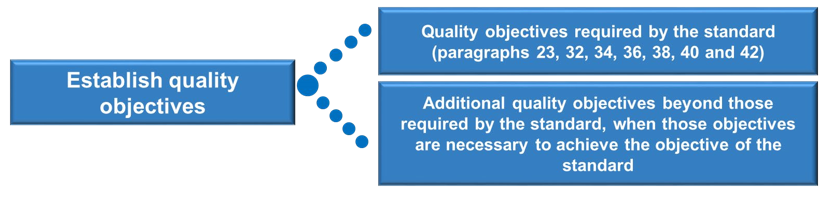 Establish quality
objectives
Quality objectives required by the standard
(paragraphs 23, 32, 34, 36, 38, 40 and 42)
Additional quality objectives beyond those
required by the standard, when those objectives
are necessary to achieve the objective of the
standard